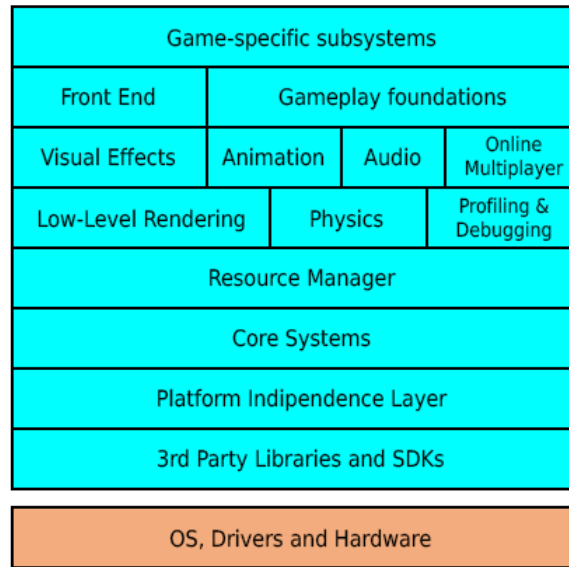 Game-specific subsystems
Front End
Gameplay foundations
Visual Effects
Animation
Audio
Online
Multiplayer
Low-Level Rendering
Physics
Profiling &
Debugging
Resource Manager
Core Systems
Platform Indipendence Layer
3rd Party Libraries and SDKs
OS, Drivers and Hardware